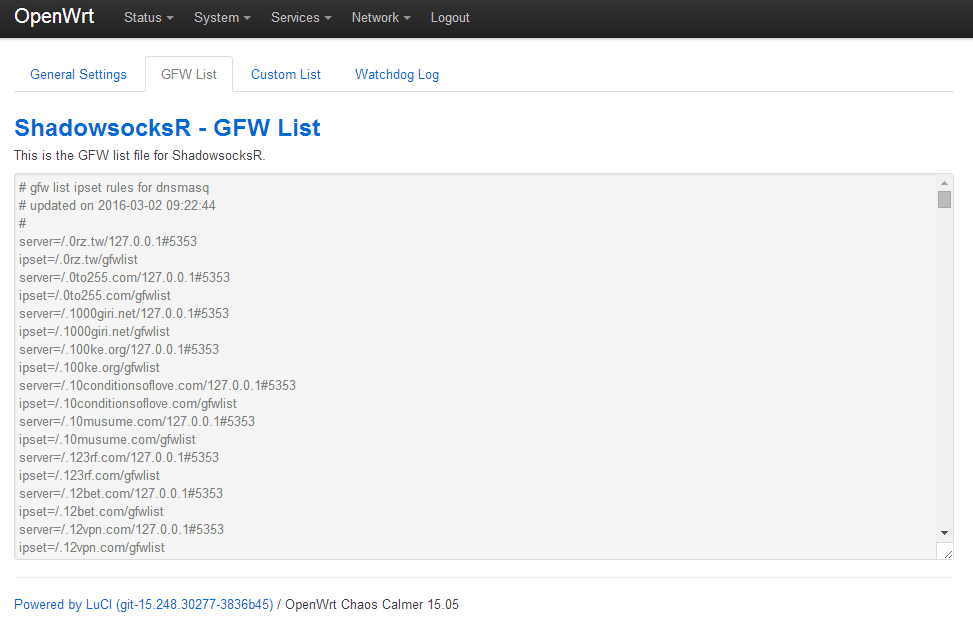 OpenWrt Status System Services Network Logout
General Settings GFW List Custom List Watchdog Log
ShadowsocksR - GFW List
This is the GFW list file for ShadowsocksR.
# gfw list ipset rules for dnsmasq
# updated on 2016-03-02 09:22:44
#
server=/.0rz.tw/127.0.0.1#5353
ipset=/.0rz.tw/gfwlist
server=/.0to255.com/127.0.0.1#5353
ipset=/.0to255.com/gfwlist
server=/.1000giri.net/127.0.0.1#5353
ipset=/.1000giri.net/gfwlist
server=/.100ke.org/127.0.0.1#5353
ipset=/.100ke.org/gfwlist
server=/.10conditionsoflove.com/127.0.0.1#5353
ipset=/.10conditionsoflove.com/gfwlist
server=/.10musume.com/127.0.0.1#5353
ipset=/.10musume.com/gfwlist
server=/.123rf.com/127.0.0.1#5353
ipset=/.123rf.com/gfwlist
server=/.12bet.com/127.0.0.1#5353
ipset=/.12bet.com/gfwlist
server=/.12vpn.com/127.0.0.1#5353
ipset=/.12vpn.com/gfwlist
Powered by LuCI (git-15.248.30277-3836b45) / OpenWrt Chaos Calmer 15.05